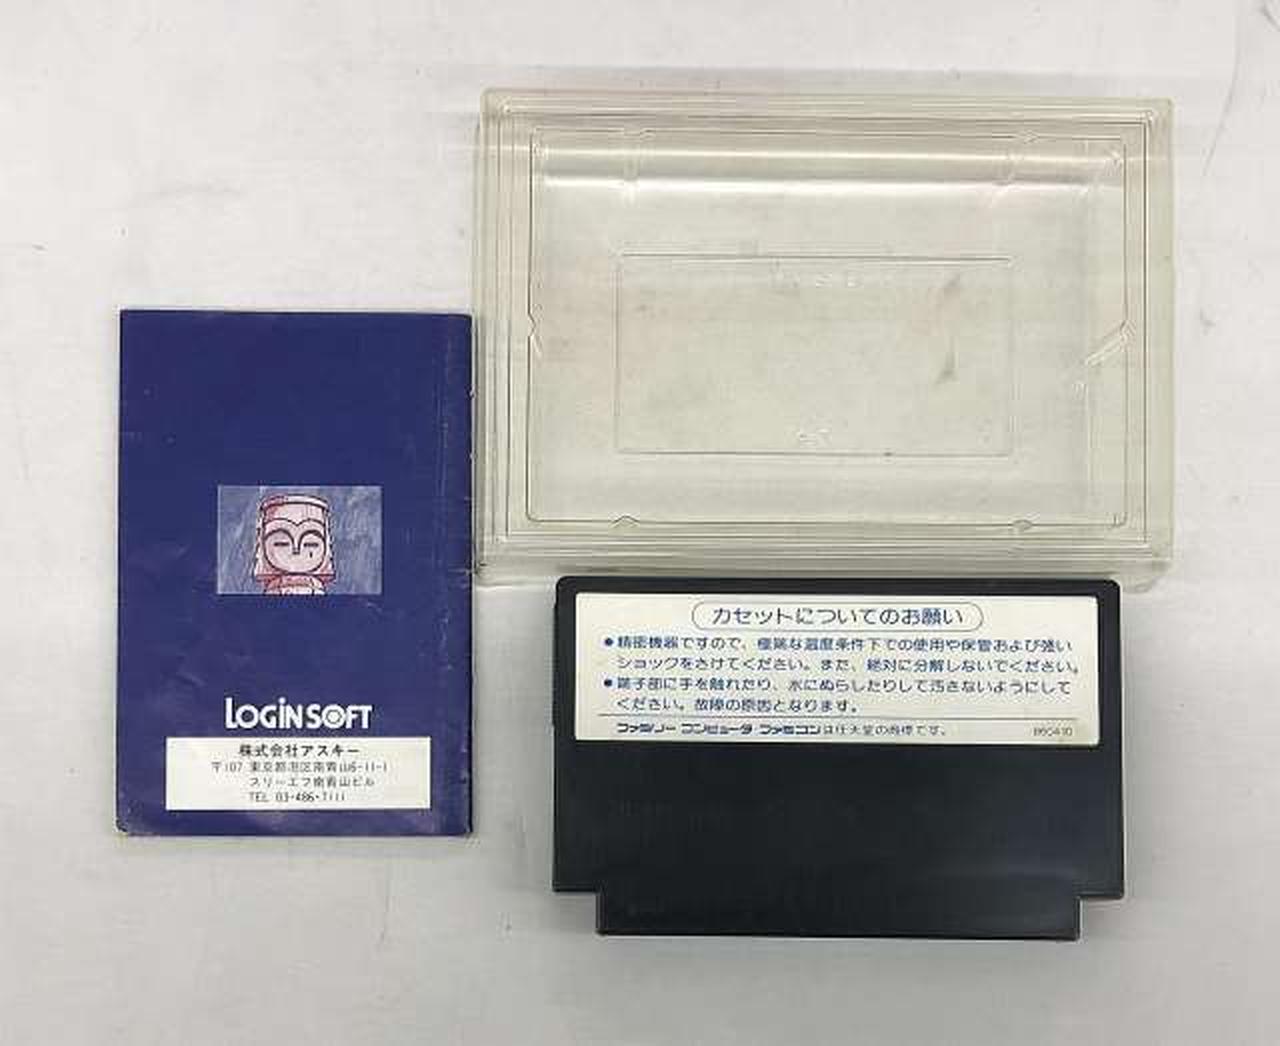 LOGiN SOFT
株式会社アスキー
〒107 東京都港区南青山6-11-1
スリーエフ南青山ビル
TEL 03-486-7111
カセットについてのお願い
●精密機器ですので、極端な温度条件下での使用や保管および強い
ショックをさけてください。また、絶対に分解しないでください。
●端子部に手を触れたり、水にぬらしたりして汚さないようにして
ください。故障の原因となります。
ファミリー コンピュータ・ファミコンは任天堂の商標です。